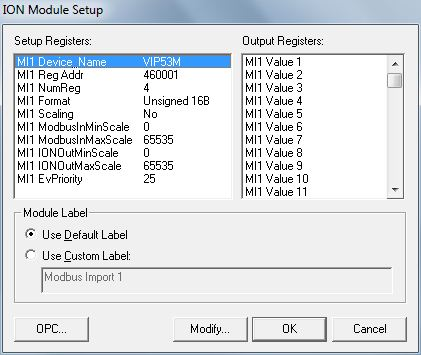 ION Module Setup
Setup Registers:
MI1 Device_Name VIP53M
MI1 Reg Addr 460001
MI1 NumReg 4
MI1 Format Unsigned 16B
MI1 Scaling No
MI1 ModbusInMinScale 0
MI1 ModbusInMaxScale 65535
MI1 IONOutMinScale 0
MI1 IONOutMaxScale 65535
MI1 EvPriority 25
Output Registers:
MI1 Value 1
MI1 Value 2
MI1 Value 3
MI1 Value 4
MI1 Value 5
MI1 Value 6
MI1 Value 7
MI1 Value 8
MI1 Value 9
MI1 Value 10
MI1 Value 11
Module Label
Use Default Label
Use Custom Label:
Modbus Import 1
OPC...
Modify...
OK
Cancel